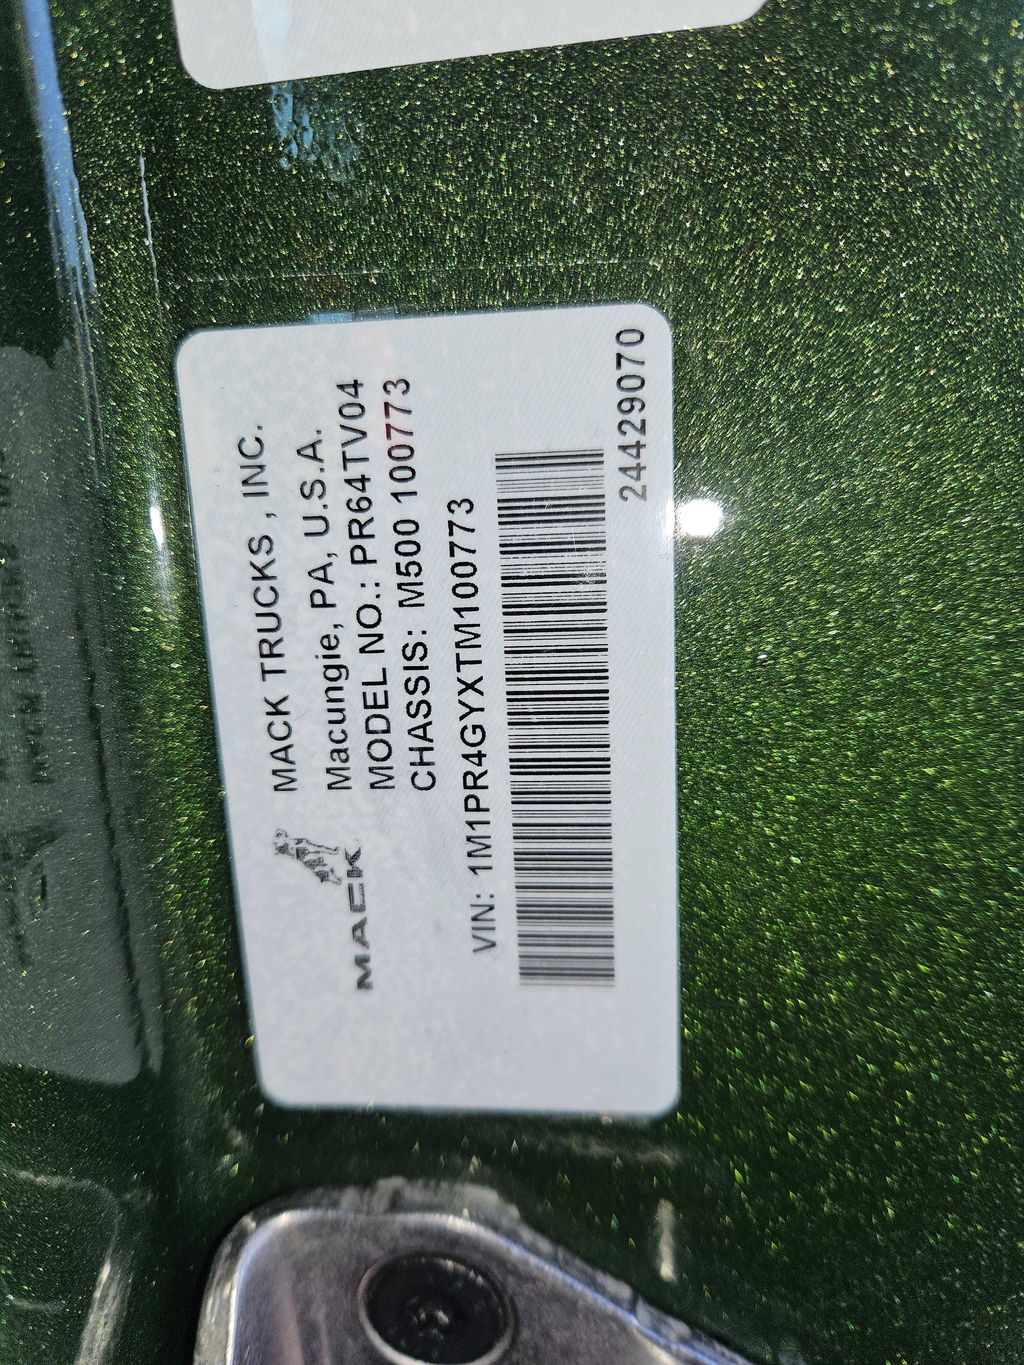 MACK TRUCKS , INC.
Macungie, PA, U.S.A.
MODEL NO.: PR64TV04
CHASSIS: M500 100773
MACK
VIN: 1M1PR4GYXTM100773
24429070